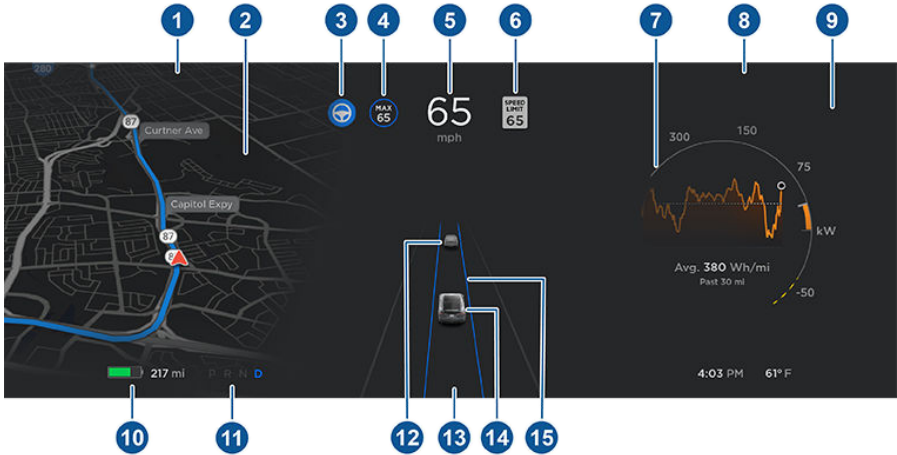 1
2
3
4
5
6
7
8
9
280
87
Curtner Ave
Capitol Expy
87
MAX
65
65
mph
SPEED
LIMIT
65
300
150
75
kW
-50
Avg. 380 Wh/mi
Past 30 mi
217 mi
P R N D
4:03 PM
61° F
10
11
12
13
14
15